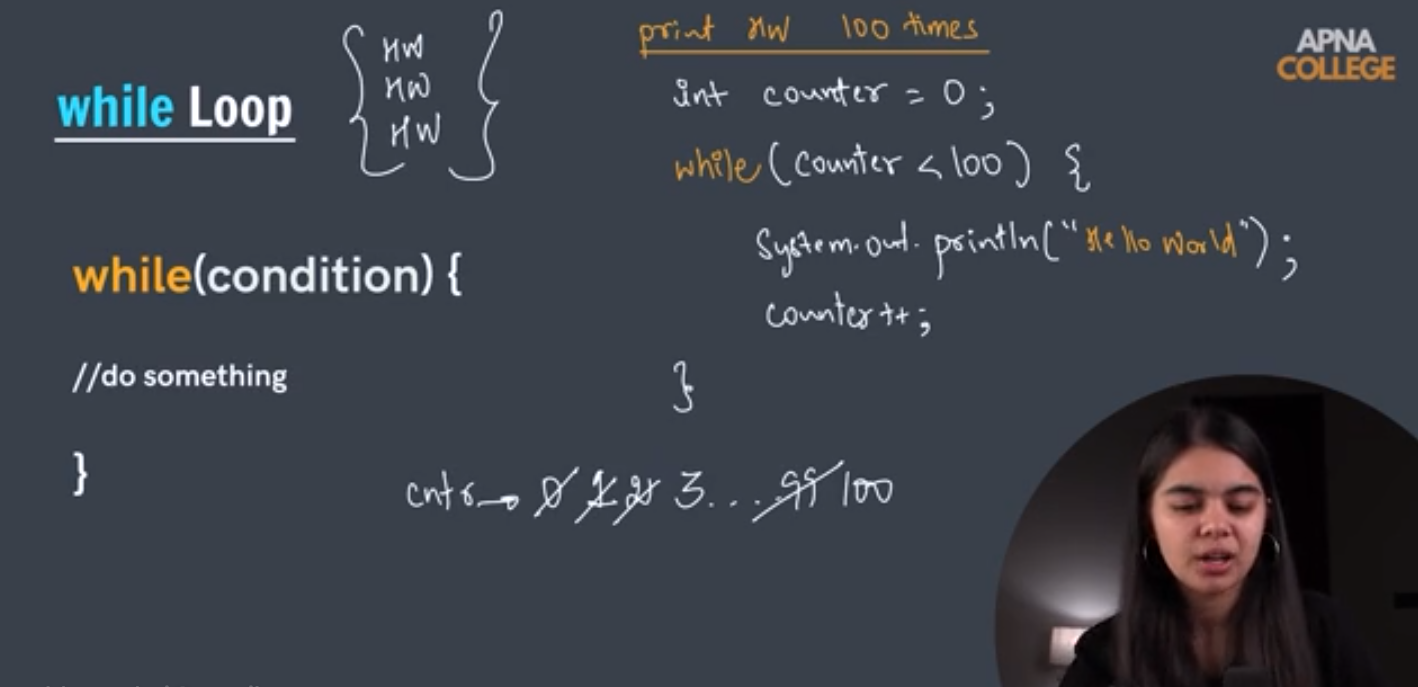 while Loop
HW
HW
HW
while(condition) {
//do something
}
print HW 100 times
int counter = 0;
while(counter < 100) {
System.out.println("Hello World");
counter++;
}
cntr→ 0 1 2 3... 99 100
APNA
COLLEGE